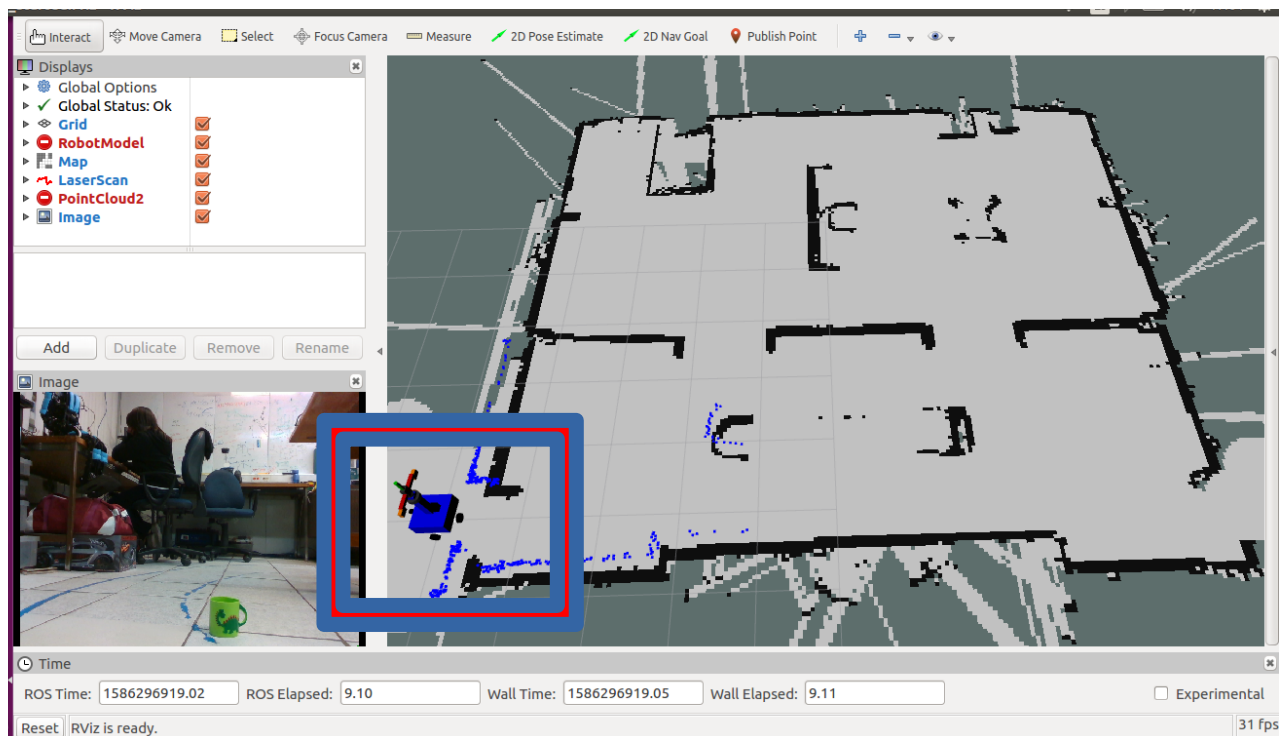 Interact Move Camera Select Focus Camera Measure 2D Pose Estimate 2D Nav Goal Publish Point
Displays
Global Options
Global Status: Ok
Grid
RobotModel
Map
LaserScan
PointCloud2
Image
Add Duplicate Remove Rename
Image
Time
ROS Time: 1586296919.02 ROS Elapsed: 9.10 Wall Time: 1586296919.05 Wall Elapsed: 9.11 Experimental
Reset RViz is ready. 31 fps